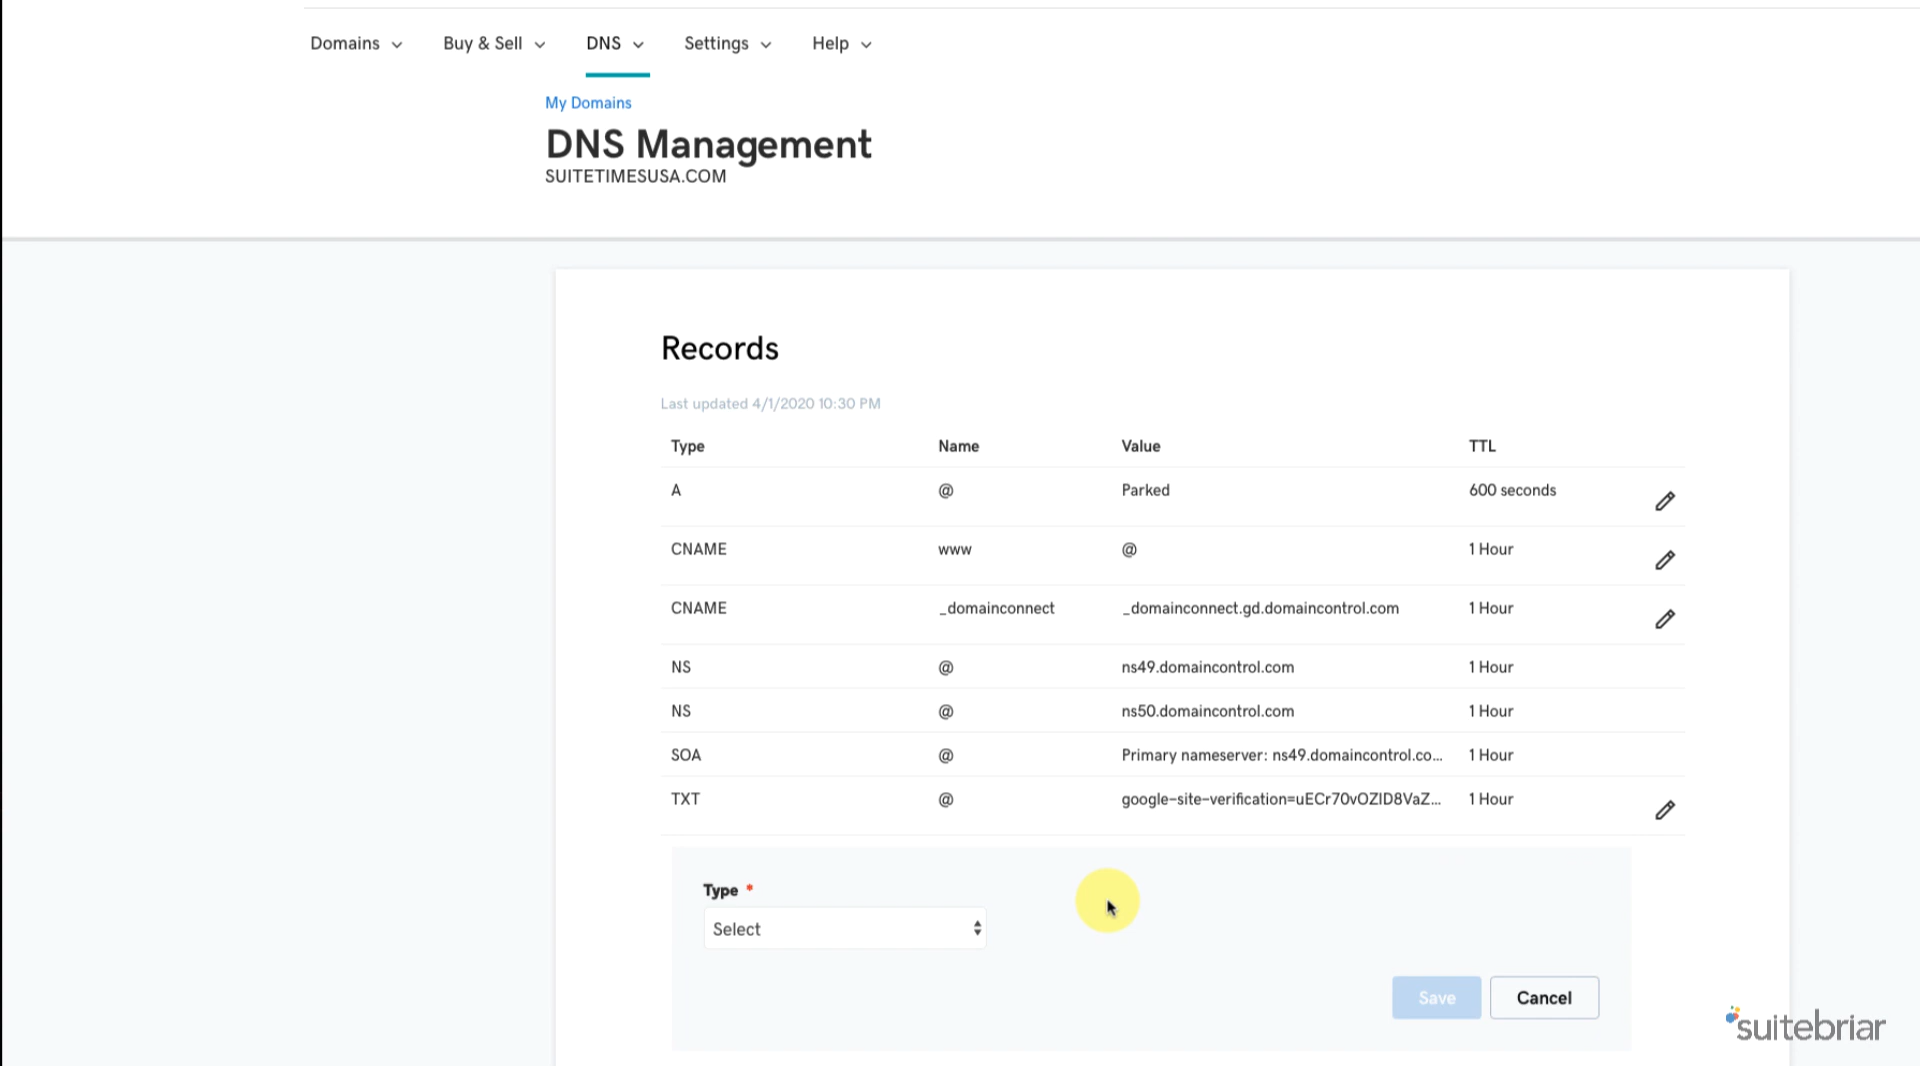 Domains Buy & Sell DNS Settings Help
My Domains
DNS Management
SUITETIMESUSA.COM
Records
Last updated 4/1/2020 10:30 PM
Type Name Value TTL
A @ Parked 600 seconds
CNAME www @ 1 Hour
CNAME _domainconnect _domainconnect.gd.domaincontrol.com 1 Hour
NS @ ns49.domaincontrol.com 1 Hour
NS @ ns50.domaincontrol.com 1 Hour
SOA @ Primary nameserver: ns49.domaincontrol.co... 1 Hour
TXT @ google-site-verification=uECr70vOZID8VaZ... 1 Hour
Type *
Select
Save Cancel
suitebriar